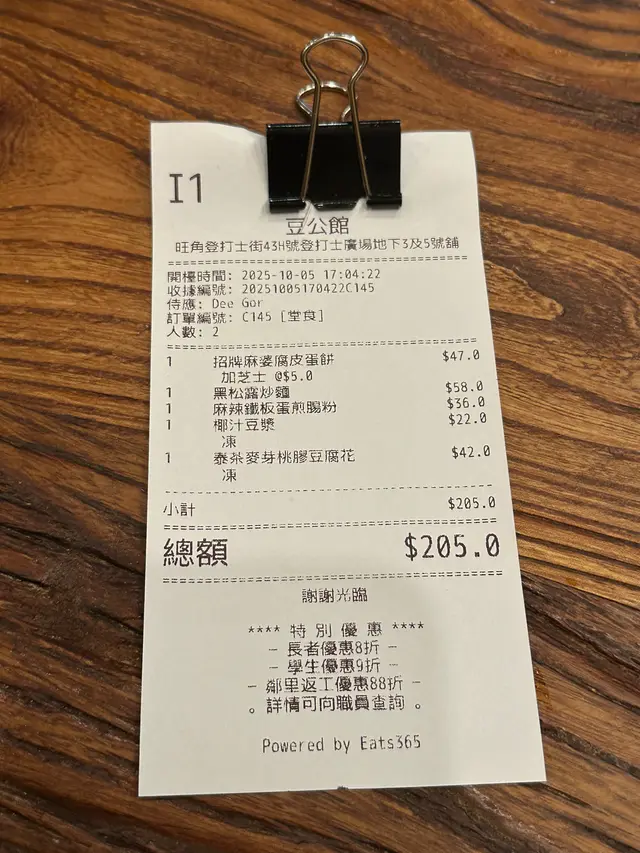 I1
豆公館
旺角登打士街43H號登打士廣場地下3及5號舖
開檯時間: 2025-10-05 17:04:22
收據編號: 20251005170422C145
侍應: Dee Gor
訂單編號: C145 [堂食]
人數: 2
1 招牌麻婆腐皮蛋餅 $47.0
加芝士 @$5.0
1 黑松露炒麵 $58.0
1 麻辣鐵板蛋煎腸粉 $36.0
1 椰汁豆漿 $22.0
凍
1 泰茶麥芽桃膠豆腐花 $42.0
凍
小計 $205.0
總額 $205.0
謝謝光臨
**** 特 別 優 惠 ****
- 長者優惠8折 -
- 學生優惠9折 -
- 鄰里返工優惠88折 -
。詳情可向職員查詢 。
Powered by Eats365